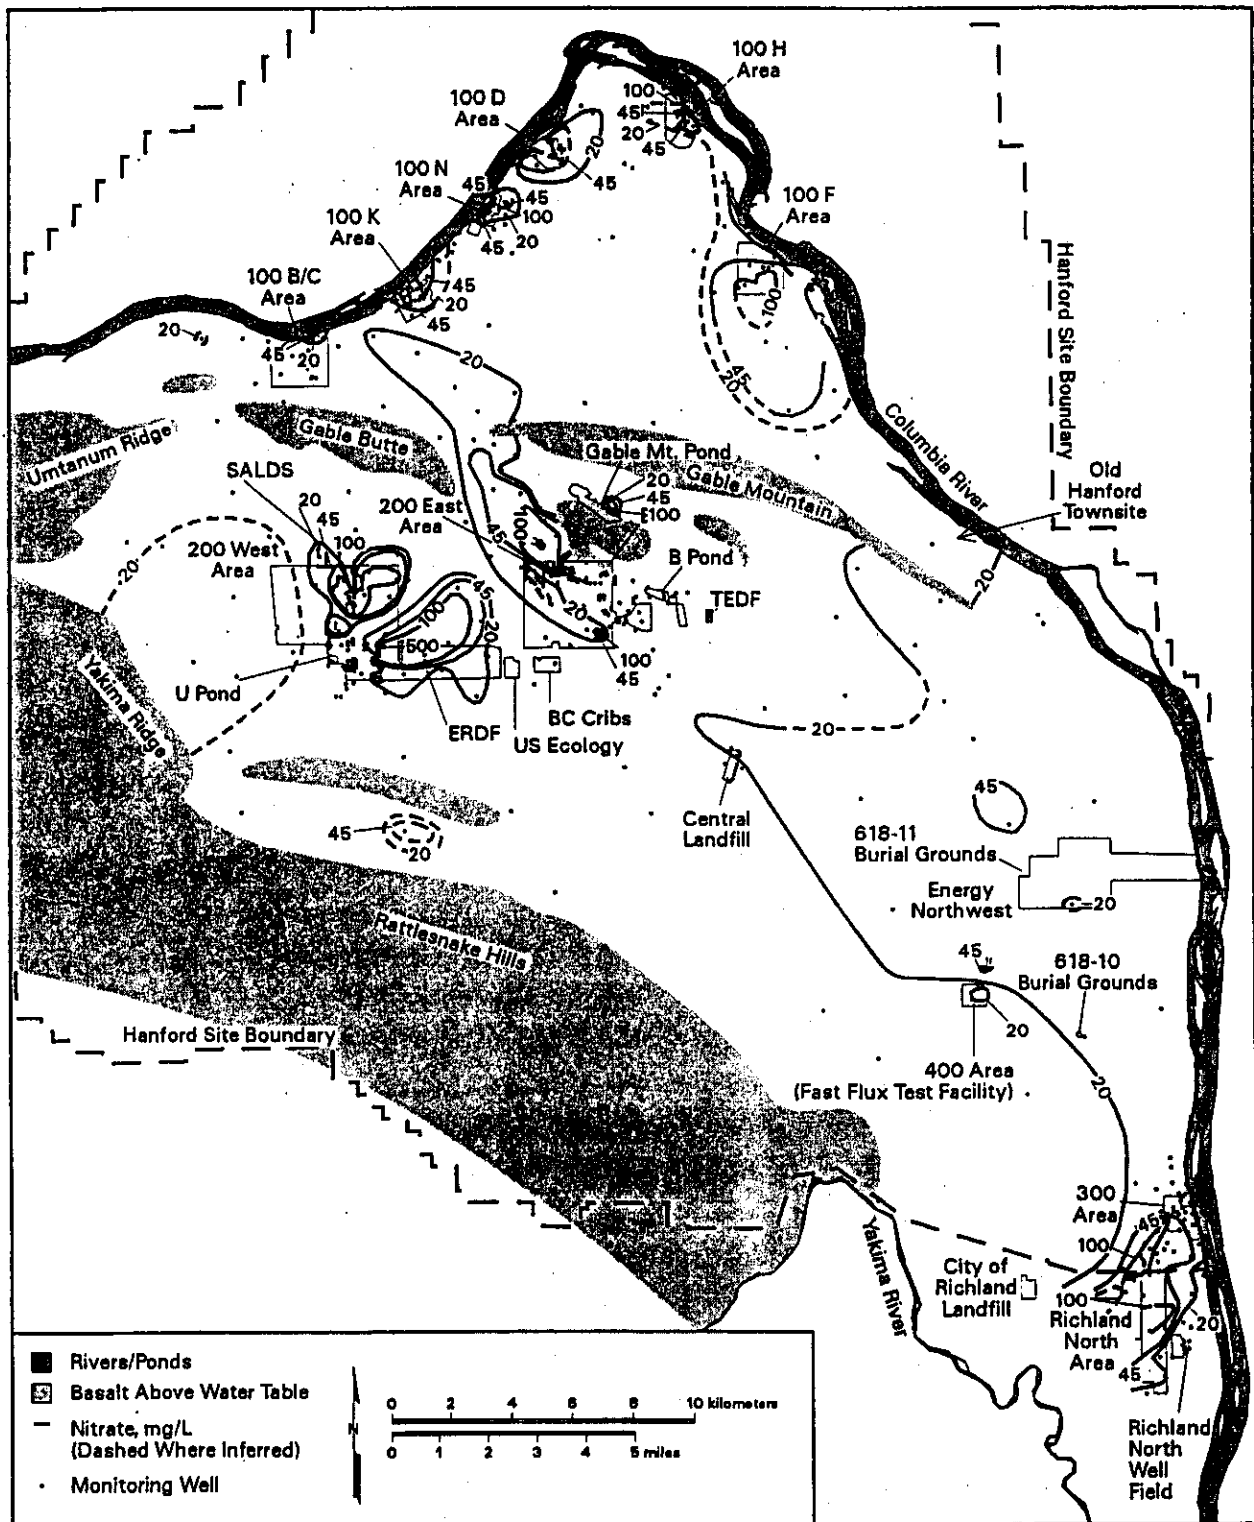 100 H
Area
100
45
20
45
100 D
Area
20
45
100 N
Area
45
45
100
20
45
100 K
Area
45
20
45
100 F
Area
100
45
20
100 B/C
Area
20
45
20
20
Hanford Site Boundary
Columbia River
Old
Hanford
Townsite
20
Umtanum Ridge
Gable Butte
Gable Mt. Pond
20
45
100
Gable Mountain
SALDS
20
45
100
200 East
Area
100
45
20
200 West
Area
20
B Pond
TEDF
45
100
20
500
100
45
U Pond
Yakima Ridge
ERDF
US Ecology
BC Cribs
20
Central
Landfill
45
618-11
Burial Grounds
Energy
Northwest
20
45
20
Rattlesnake Hills
45
618-10
Burial Grounds
20
400 Area
(Fast Flux Test Facility)
20
Hanford Site Boundary
300
Area
45
100
Yakima River
City of
Richland
Landfill
100
Richland
North
Area
20
45
Richland
North
Well
Field
Rivers/Ponds
Basalt Above Water Table
Nitrate, mg/L
(Dashed Where Inferred)
Monitoring Well
N
0 2 4 6 8 10 kilometers
0 1 2 3 4 5 miles